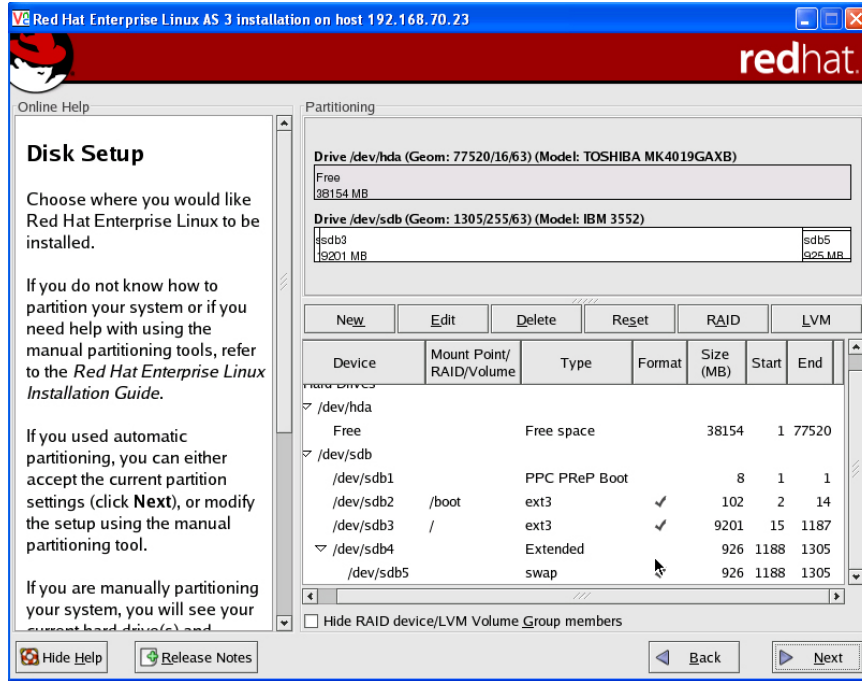 Red Hat Enterprise Linux AS 3 installation on host 192.168.70.23
redhat.
Online Help
Disk Setup
Choose where you would like
Red Hat Enterprise Linux to be
installed.
If you do not know how to
partition your system or if you
need help with using the
manual partitioning tools, refer
to the Red Hat Enterprise Linux
Installation Guide.
If you used automatic
partitioning, you can either
accept the current partition
settings (click Next), or modify
the setup using the manual
partitioning tool.
If you are manually partitioning
your system, you will see your
current hard drive(s) and
Partitioning
Drive /dev/hda (Geom: 77520/16/63) (Model: TOSHIBA MK4019GAXB)
Free
38154 MB
Drive /dev/sdb (Geom: 1305/255/63) (Model: IBM 3552)
sdb3 sdb5
9201 MB 925 MB
New Edit Delete Reset RAID LVM
Device Mount Point/ RAID/Volume Type Format Size (MB) Start End
Hard Drives
/dev/hda
Free Free space 38154 1 77520
/dev/sdb
/dev/sdb1 PPC PReP Boot 8 1 1
/dev/sdb2 /boot ext3 102 2 14
/dev/sdb3 / ext3 9201 15 1187
/dev/sdb4 Extended 926 1188 1305
/dev/sdb5 swap 926 1188 1305
Hide RAID device/LVM Volume Group members
Hide Help Release Notes Back Next